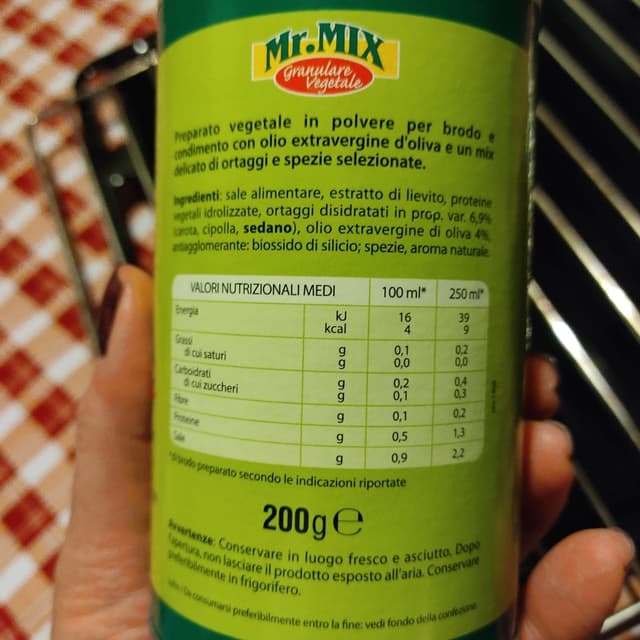 Mr.MIX
Granulare
Vegetale
Preparato vegetale in polvere per brodo e
condimento con olio extravergine d'oliva e un mix
delicato di ortaggi e spezie selezionate.
Ingredienti: sale alimentare, estratto di lievito, proteine
vegetali idrolizzate, ortaggi disidratati in prop. var. 6,9%
(carota, cipolla, sedano), olio extravergine di oliva 4%,
antiagglomerante: biossido di silicio; spezie, aroma naturale.
VALORI NUTRIZIONALI MEDI 100 ml* 250 ml*
Energia kJ 16 39
kcal 4 9
Grassi g 0,1 0,2
di cui saturi g 0,0 0,0
Carboidrati g 0,2 0,4
di cui zuccheri g 0,1 0,3
Fibre g 0,1 0,2
Proteine g 0,5 1,3
Sale g 0,9 2,2
*di brodo preparato secondo le indicazioni riportate
200g e
Avvertenze: Conservare in luogo fresco e asciutto. Dopo
l'apertura, non lasciare il prodotto esposto all'aria. Conservare
preferibilmente in frigorifero.
Da consumarsi preferibilmente entro la fine: vedi fondo della confezione